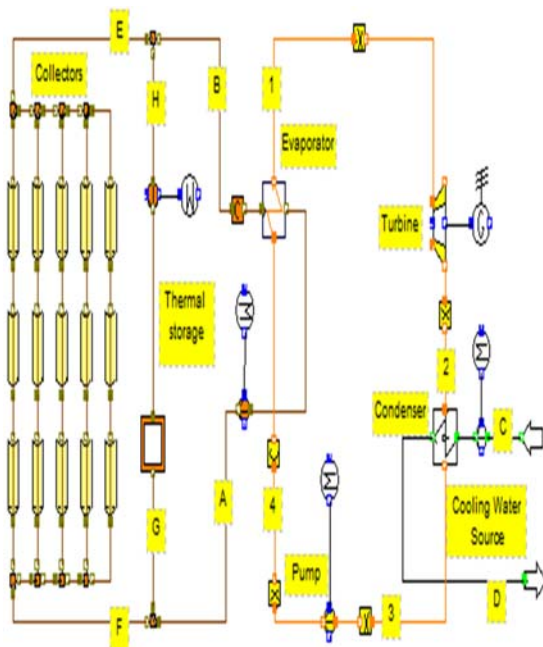 E
Collectors
H
B
1
Evaporator
M
Turbine
G
Thermal
storage
M
M
2
Condenser
C
A
4
M
G
Cooling Water
Source
Pump
3
D
F